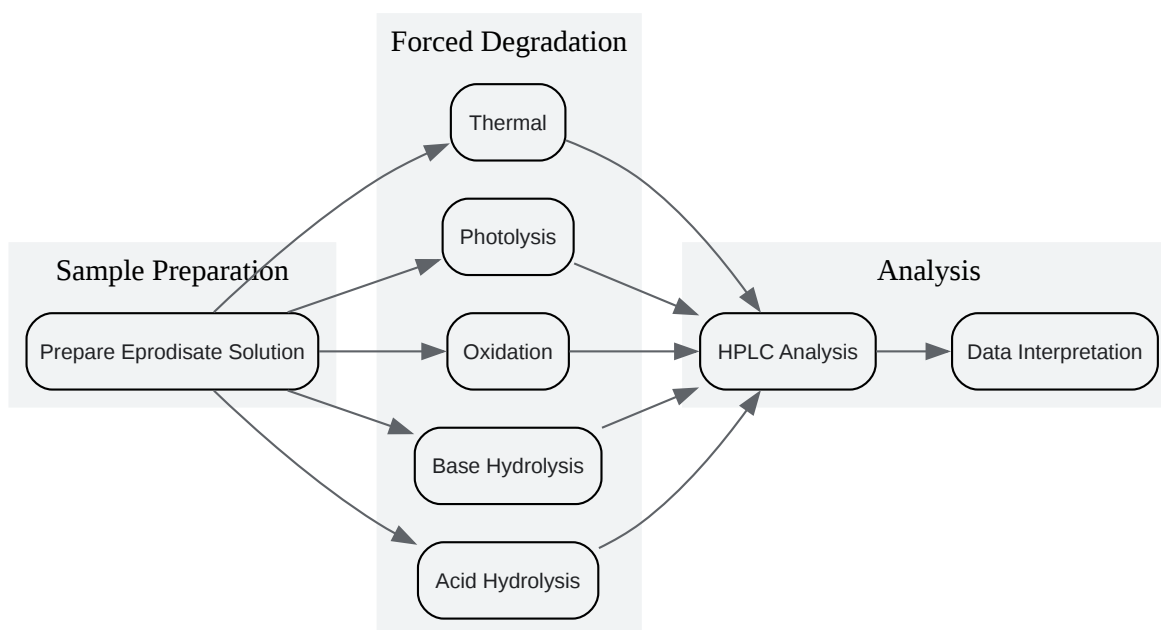 Forced Degradation
Thermal
Photolysis
Sample Preparation
Analysis
Prepare Eprodisate Solution
Oxidation
HPLC Analysis
Data Interpretation
Base Hydrolysis
Acid Hydrolysis